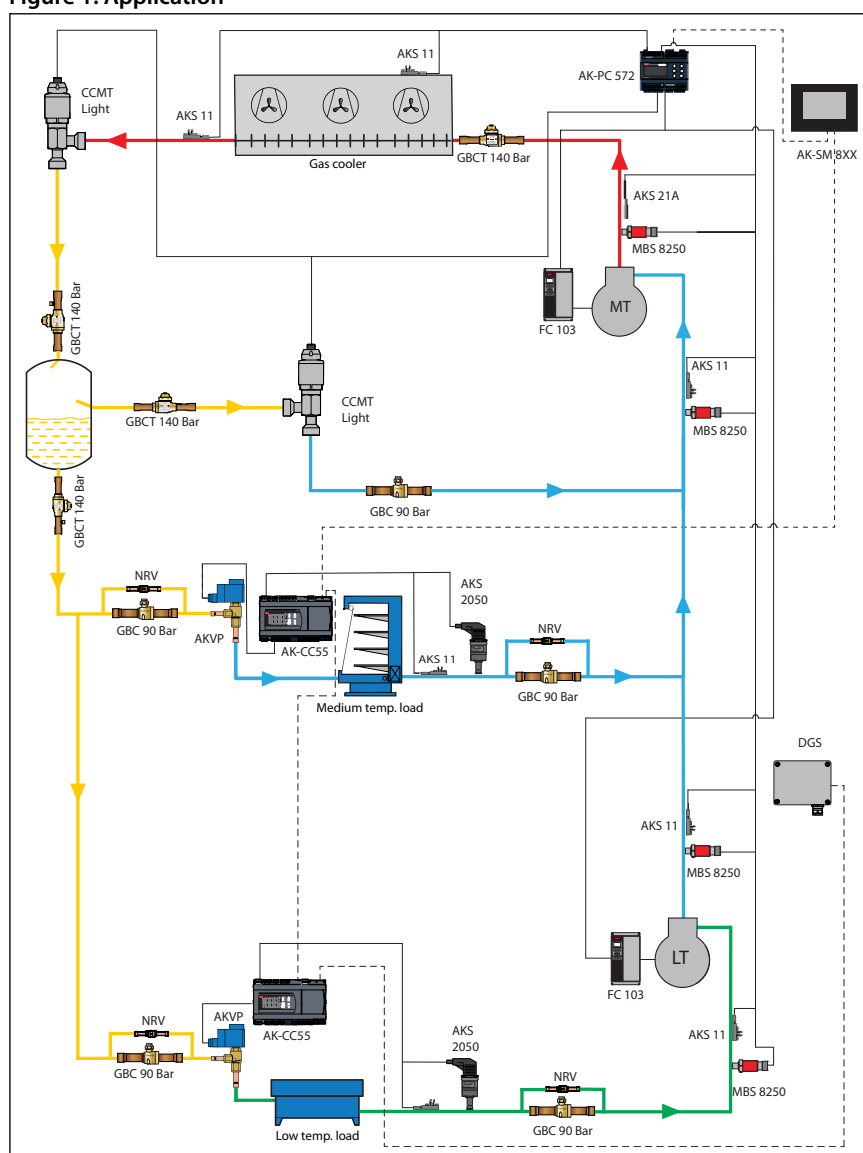 Figure 1: Application
CCMT
Light
AKS 11
AKS 11
Gas cooler
GBCT 140 Bar
AK-PC 572
AK-SM 8XX
AKS 21A
MBS 8250
FC 103
MT
GBCT 140 Bar
GBCT 140 Bar
CCMT
Light
AKS 11
MBS 8250
GBCT 140 Bar
GBC 90 Bar
NRV
GBC 90 Bar
AKVP
AK-CC55
Medium temp. load
AKS 11
AKS
2050
NRV
GBC 90 Bar
DGS
AKS 11
MBS 8250
FC 103
LT
AKS 11
MBS 8250
NRV
GBC 90 Bar
AKVP
AK-CC55
Low temp. load
AKS
2050
NRV
GBC 90 Bar